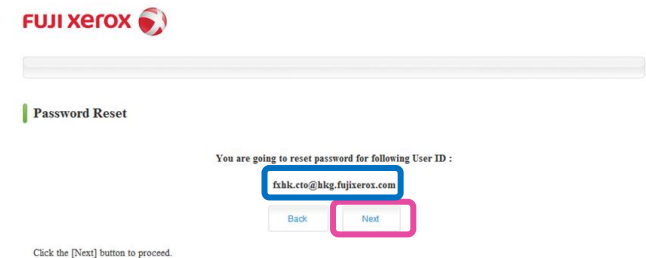 FUJI xerox
Password Reset
You are going to reset password for following User ID :
fxhk.cto@hkg.fujixerox.com
Back Next
Click the [Next] button to proceed.